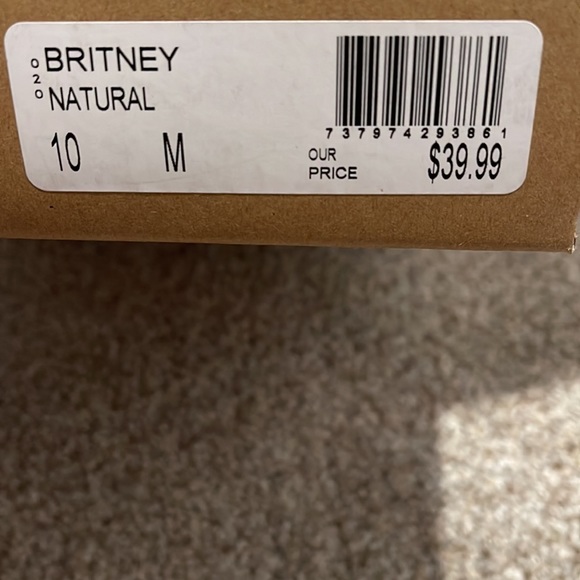 020
BRITNEY
NATURAL
10 M
737974293861
OUR
PRICE
$39.99